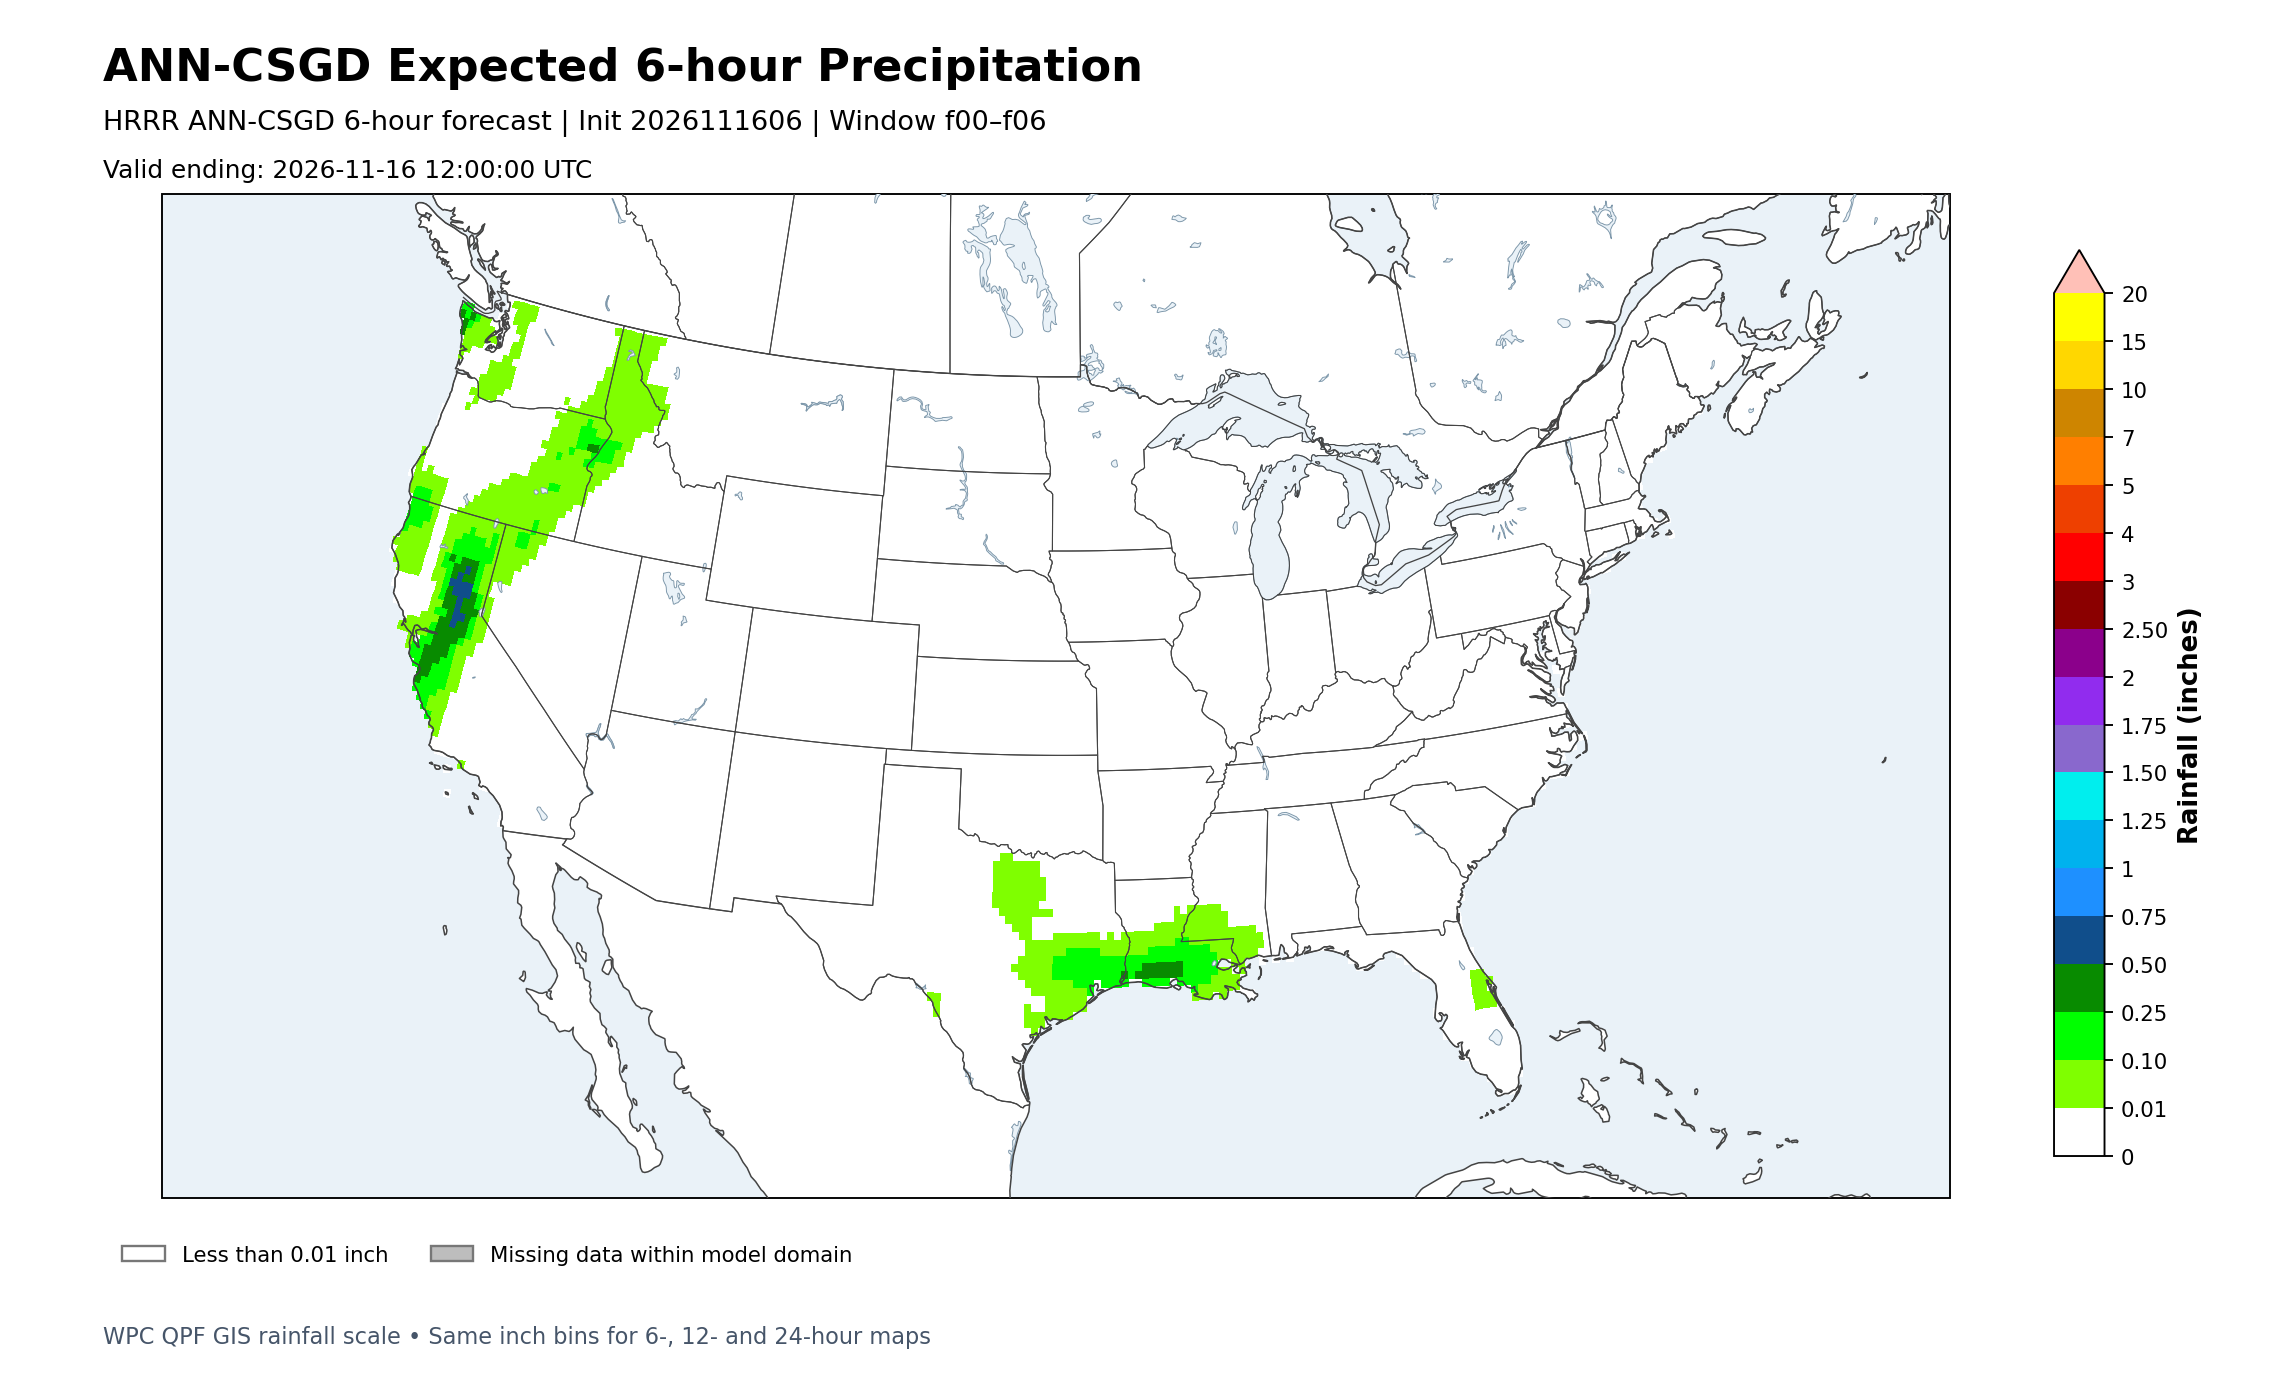 ANN-CSGD Expected 6-hour Precipitation
HRRR ANN-CSGD 6-hour forecast | Init 2026111606 | Window f00–f06
Valid ending: 2026-11-16 12:00:00 UTC
20
15
10
7
5
4
3
2.50
2
1.75
1.50
1.25
1
0.75
0.50
0.25
0.10
0.01
0
Rainfall (inches)
Less than 0.01 inch
Missing data within model domain
WPC QPF GIS rainfall scale • Same inch bins for 6-, 12- and 24-hour maps